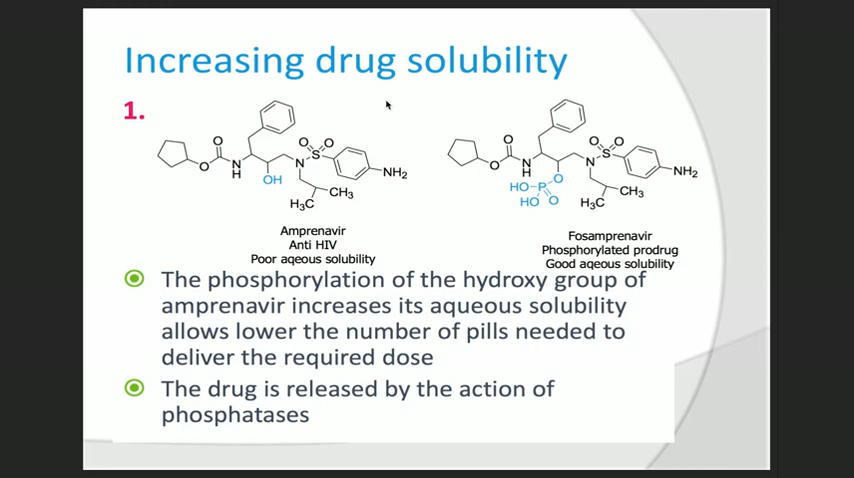 Increasing drug solubility
1.
O
O
N
H
OH
N
S
O
O
NH₂
CH₃
H₃C
Amprenavir
Anti HIV
Poor aqeous solubility
O
O
N
H
O
HO
P
HO
O
N
S
O
O
NH₂
CH₃
H₃C
Fosamprenavir
Phosphorylated prodrug
Good aqeous solubility
The phosphorylation of the hydroxy group of
amprenavir increases its aqueous solubility
allows lower the number of pills needed to
deliver the required dose
The drug is released by the action of
phosphatases